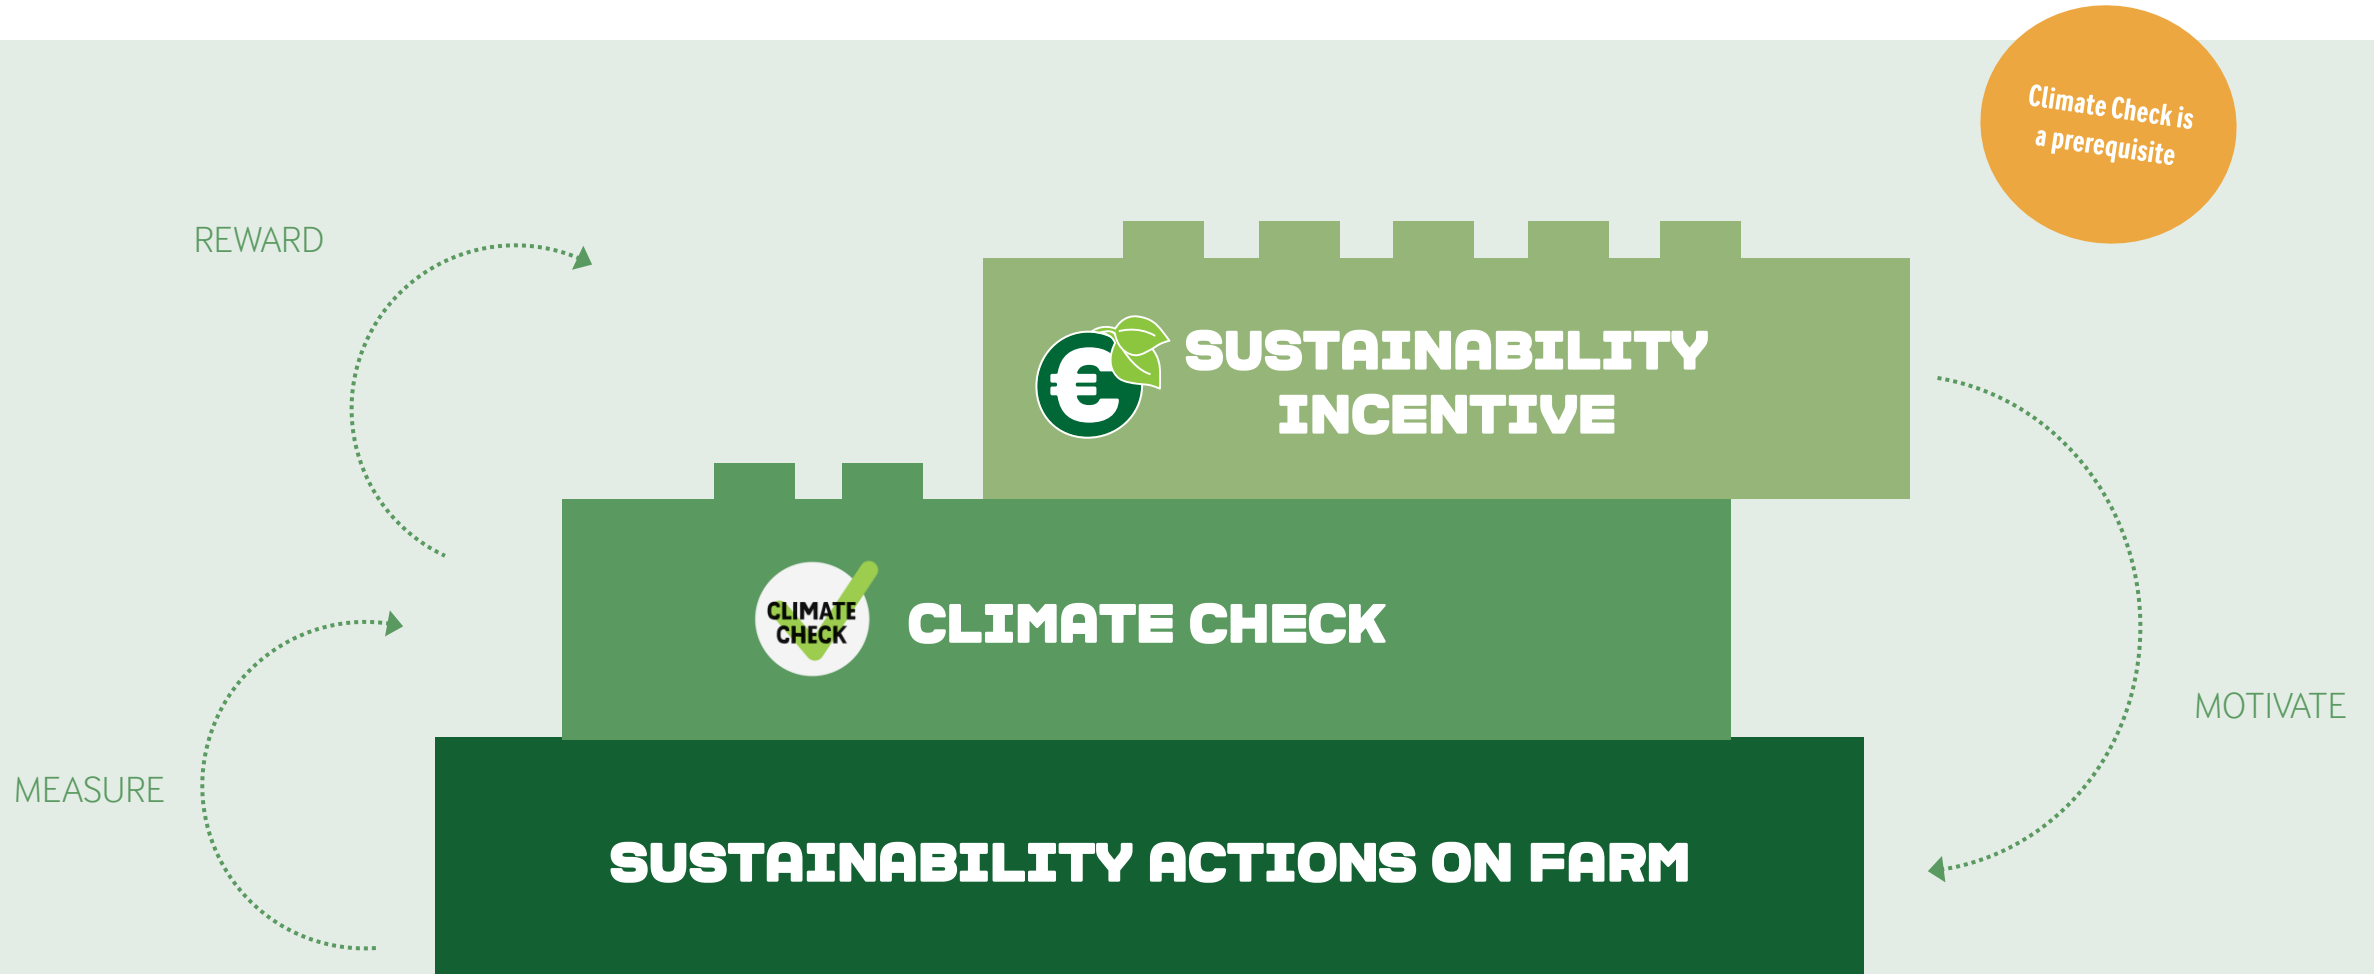 Climate Check is
a prerequisite
REWARD
€
SUSTAINABILITY
INCENTIVE
CLIMATE
CHECK
CLIMATE CHECK
MOTIVATE
MEASURE
SUSTAINABILITY ACTIONS ON FARM